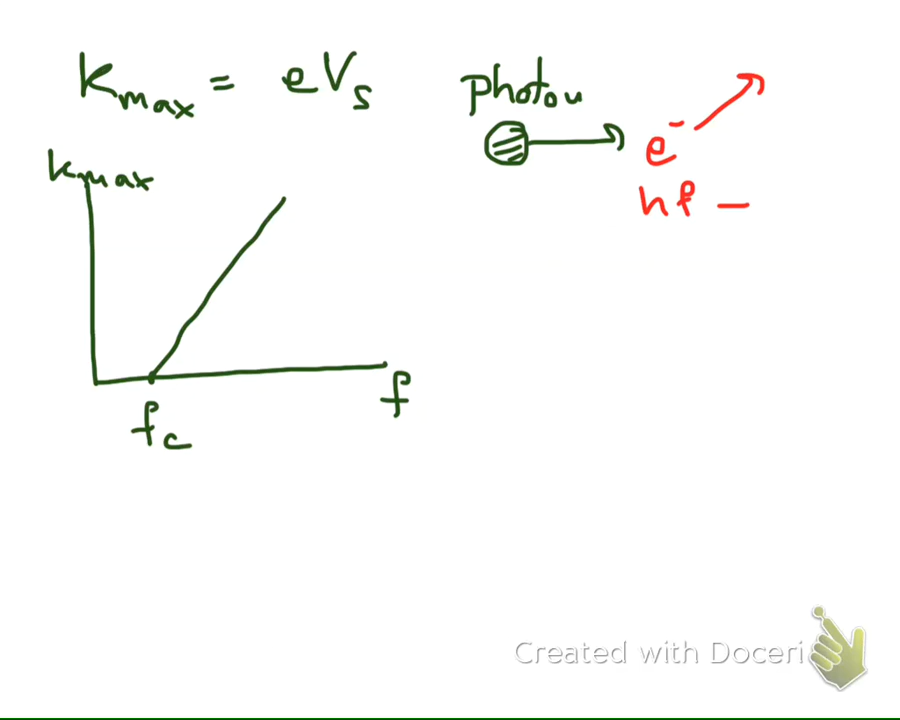 Kmax = eVs
photon
e⁻
hf —
Kmax
f
fc
Created with Doceri